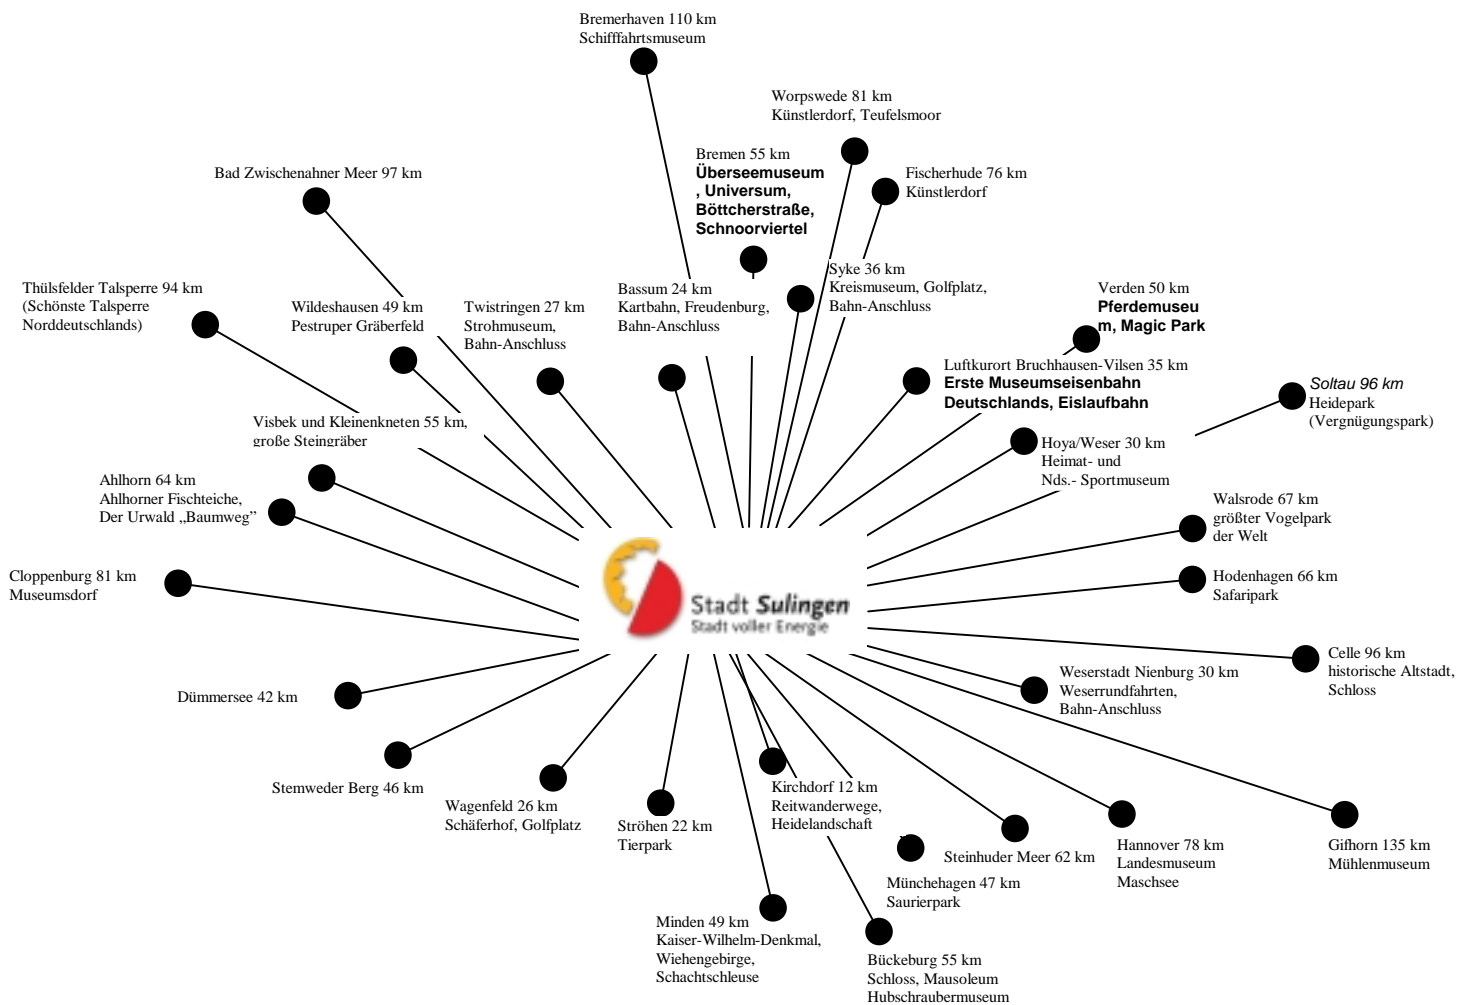 Bremerhaven 110 km
Schifffahrtsmuseum
Worpswede 81 km
Künstlerdorf, Teufelsmoor
Bremen 55 km
Überseemuseum
, Universum,
Böttcherstraße,
Schnoorviertel
Fischerhude 76 km
Künstlerdorf
Bad Zwischenahner Meer 97 km
Thülsfelder Talsperre 94 km
(Schönste Talsperre
Norddeutschlands)
Wildeshausen 49 km
Pestruper Gräberfeld
Twistringen 27 km
Strohmuseum,
Bahn-Anschluss
Bassum 24 km
Kartbahn, Freudenburg,
Bahn-Anschluss
Syke 36 km
Kreismuseum, Golfplatz,
Bahn-Anschluss
Verden 50 km
Pferdemuseu
m, Magic Park
Luftkurort Bruchhausen-Vilsen 35 km
Erste Museumseisenbahn
Deutschlands, Eislaufbahn
Soltau 96 km
Heidepark
(Vergnügungspark)
Visbek und Kleinenkneten 55 km,
große Steingräber
Hoya/Weser 30 km
Heimat- und
Nds.- Sportmuseum
Ahlhorn 64 km
Ahlhorner Fischteiche,
Der Urwald „Baumweg”
Walsrode 67 km
größter Vogelpark
der Welt
Cloppenburg 81 km
Museumsdorf
Hodenhagen 66 km
Safaripark
Stadt Sulingen
Stadt voller Energie
Celle 96 km
historische Altstadt,
Schloss
Weserstadt Nienburg 30 km
Weserrundfahrten,
Bahn-Anschluss
Dümmersee 42 km
Stemweder Berg 46 km
Wagenfeld 26 km
Schäferhof, Golfplatz
Ströhen 22 km
Tierpark
Kirchdorf 12 km
Reitwanderwege,
Heidelandschaft
Steinhuder Meer 62 km
Hannover 78 km
Landesmuseum
Maschsee
Gifhorn 135 km
Mühlenmuseum
Münchehagen 47 km
Saurierpark
Minden 49 km
Kaiser-Wilhelm-Denkmal,
Wiehengebirge,
Schachtschleuse
Bückeburg 55 km
Schloss, Mausoleum
Hubschraubermuseum